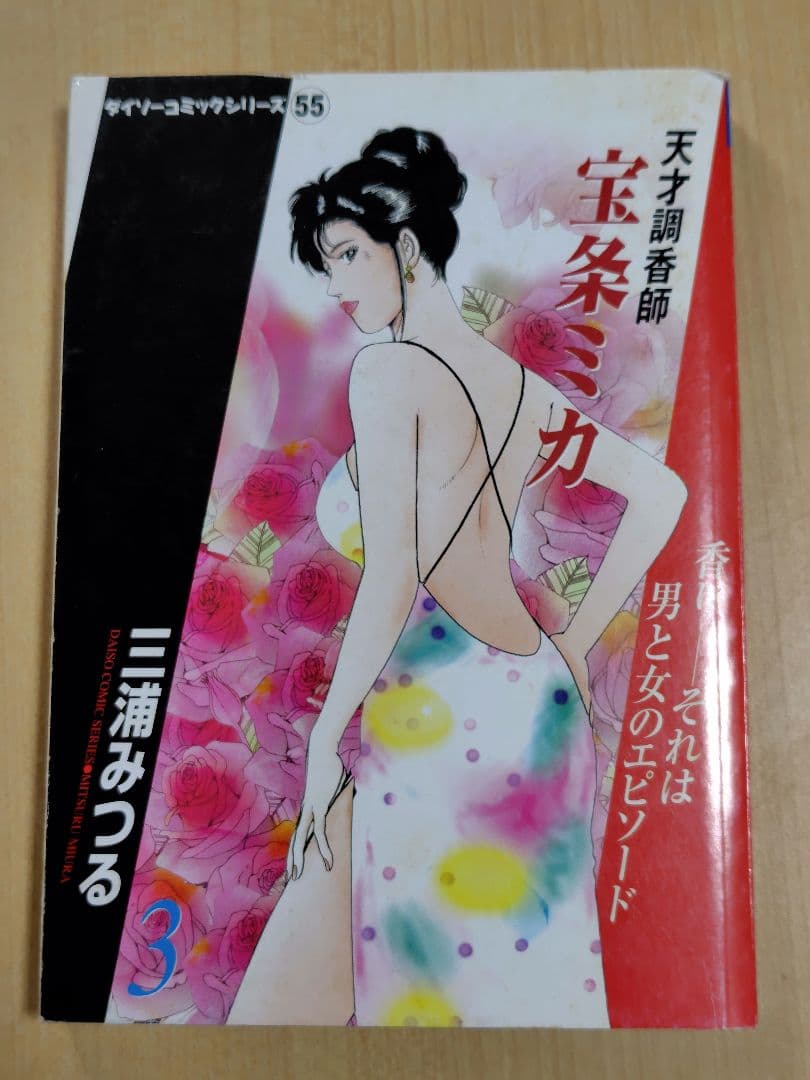 ダイソーコミックシリーズ 55
天才調香師
宝条ミカ
香り―それは
男と女のエピソード
三浦みつる
DAISO COMIC SERIES●MITSURU MIURA
3